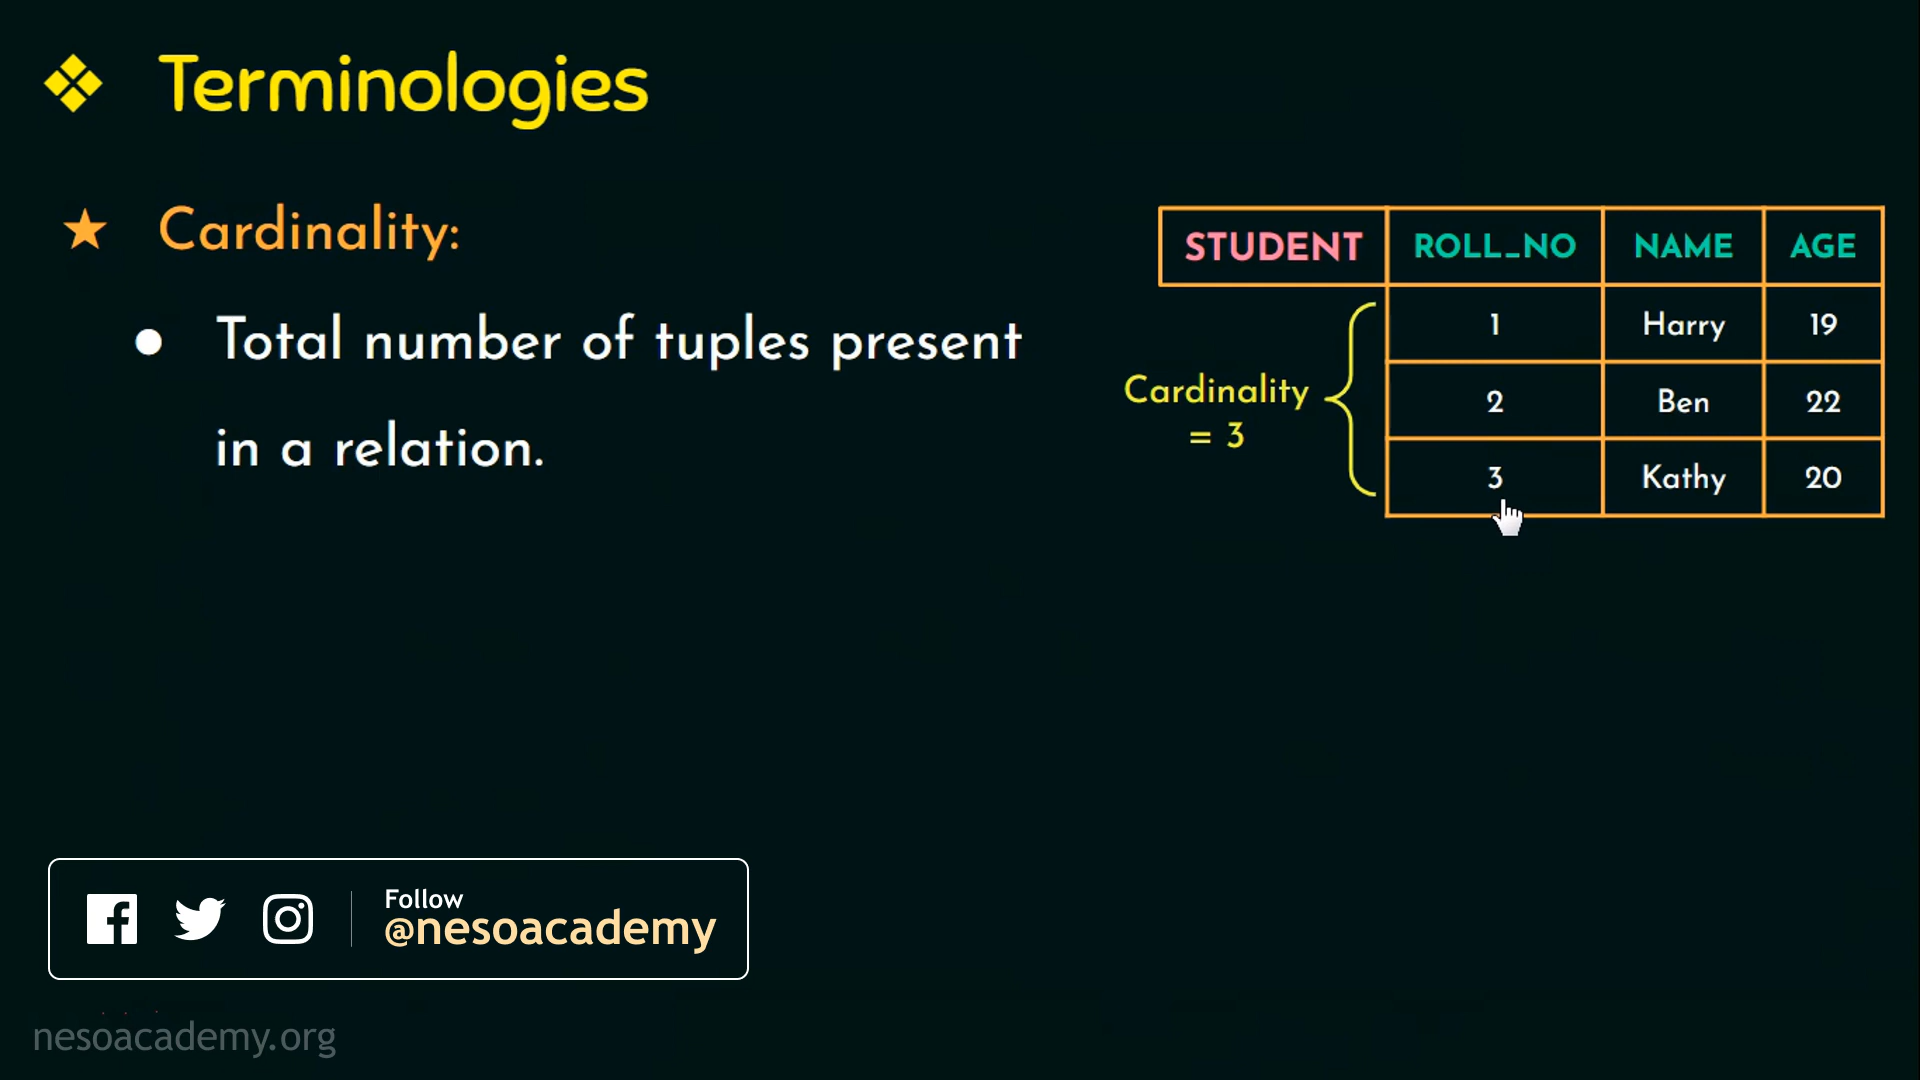 Terminologies
Cardinality:
Total number of tuples present
in a relation.
STUDENT ROLL_NO NAME AGE
1 Harry 19
2 Ben 22
3 Kathy 20
Cardinality
= 3
Follow
@nesoacademy
nesoacademy.org